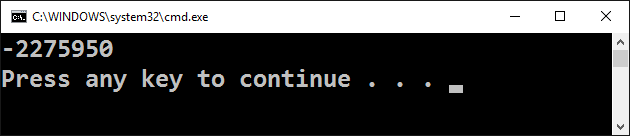 C:\WINDOWS\system32\cmd.exe
-2275950
Press any key to continue . . .